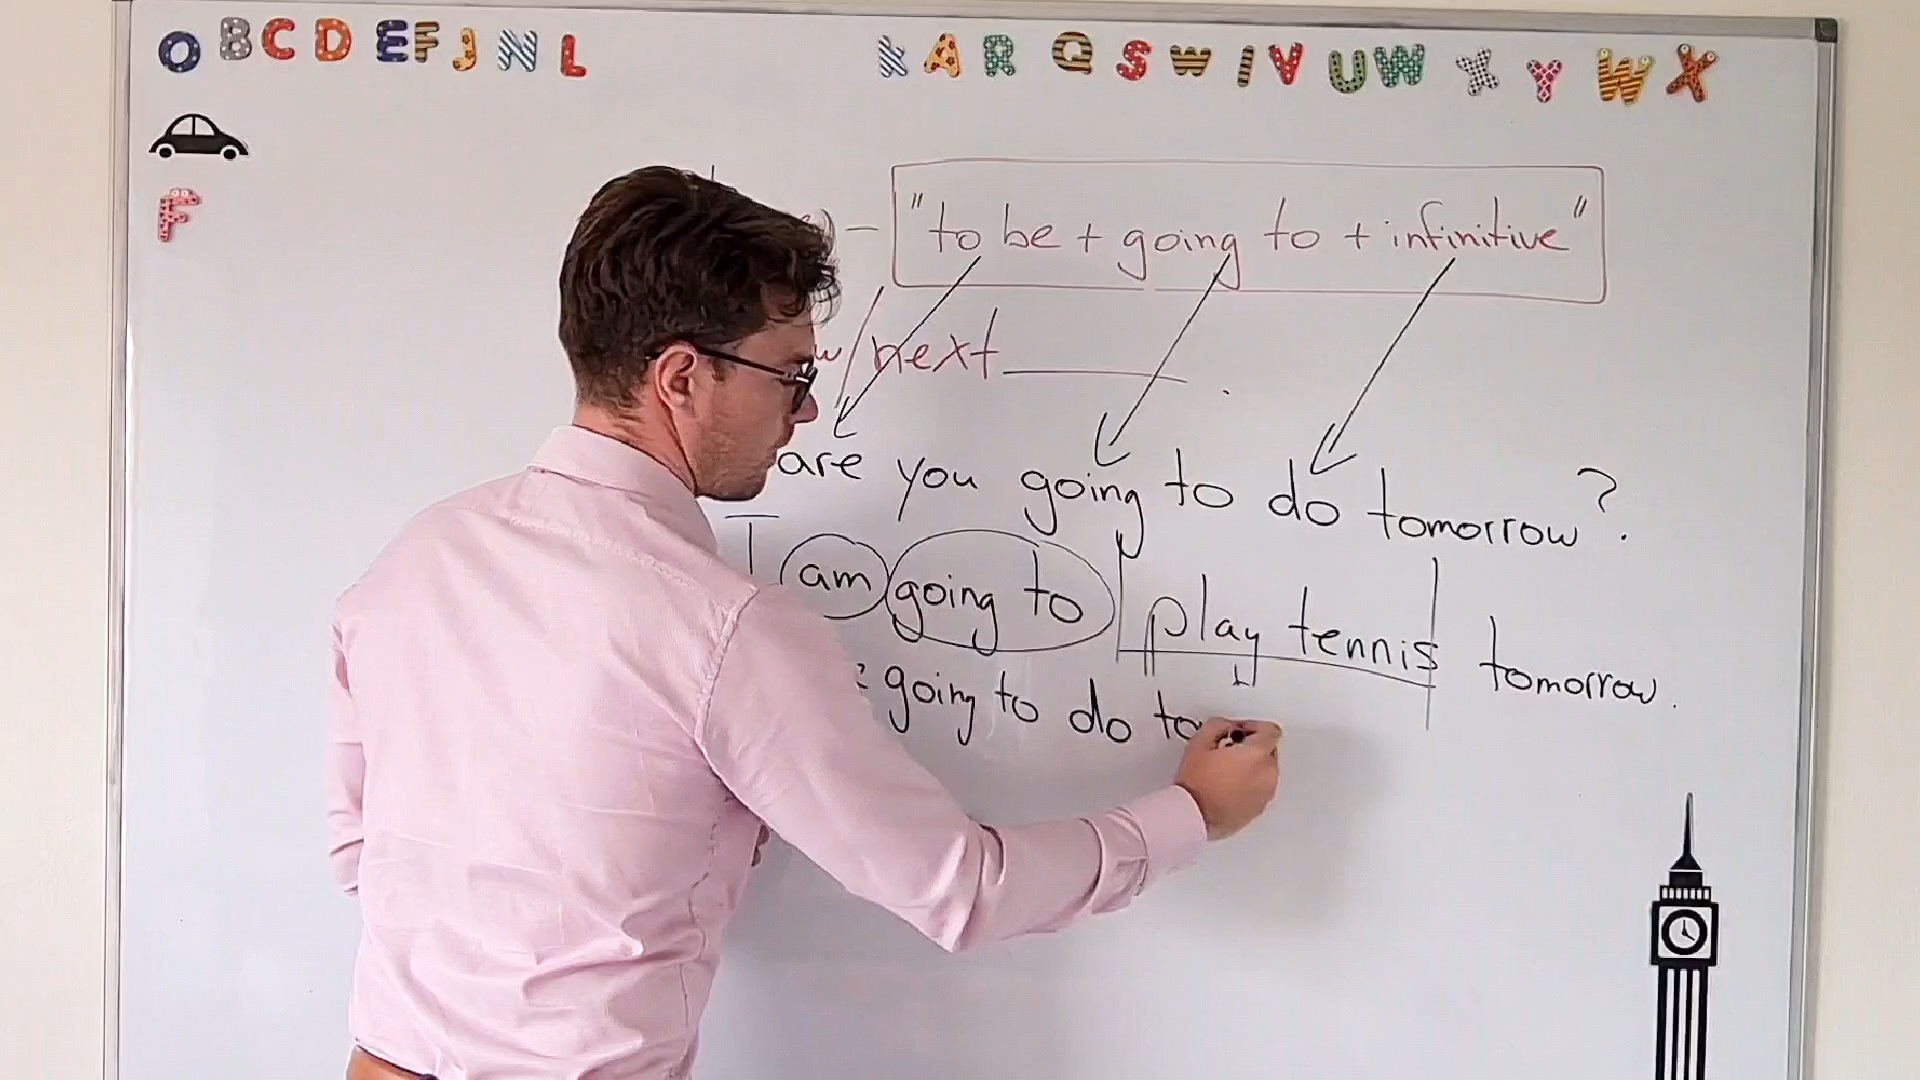 O B C D E F J N L K A R Q S W I V U W X Y W X
F
- "to be + going to + infinitive"
/ next ______ .
are you going to do tomorrow?
I am going to play tennis tomorrow.
going to do to